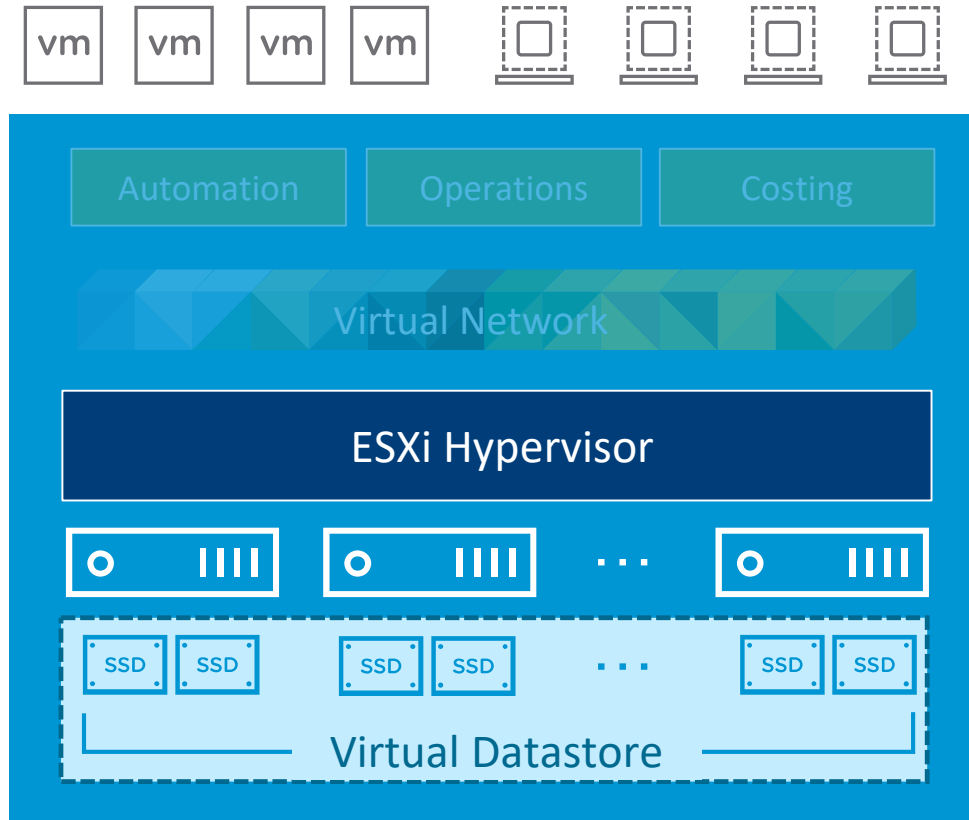 vm vm vm vm
Automation Operations Costing
Virtual Network
ESXi Hypervisor
...
SSD SSD SSD SSD ... SSD SSD
Virtual Datastore